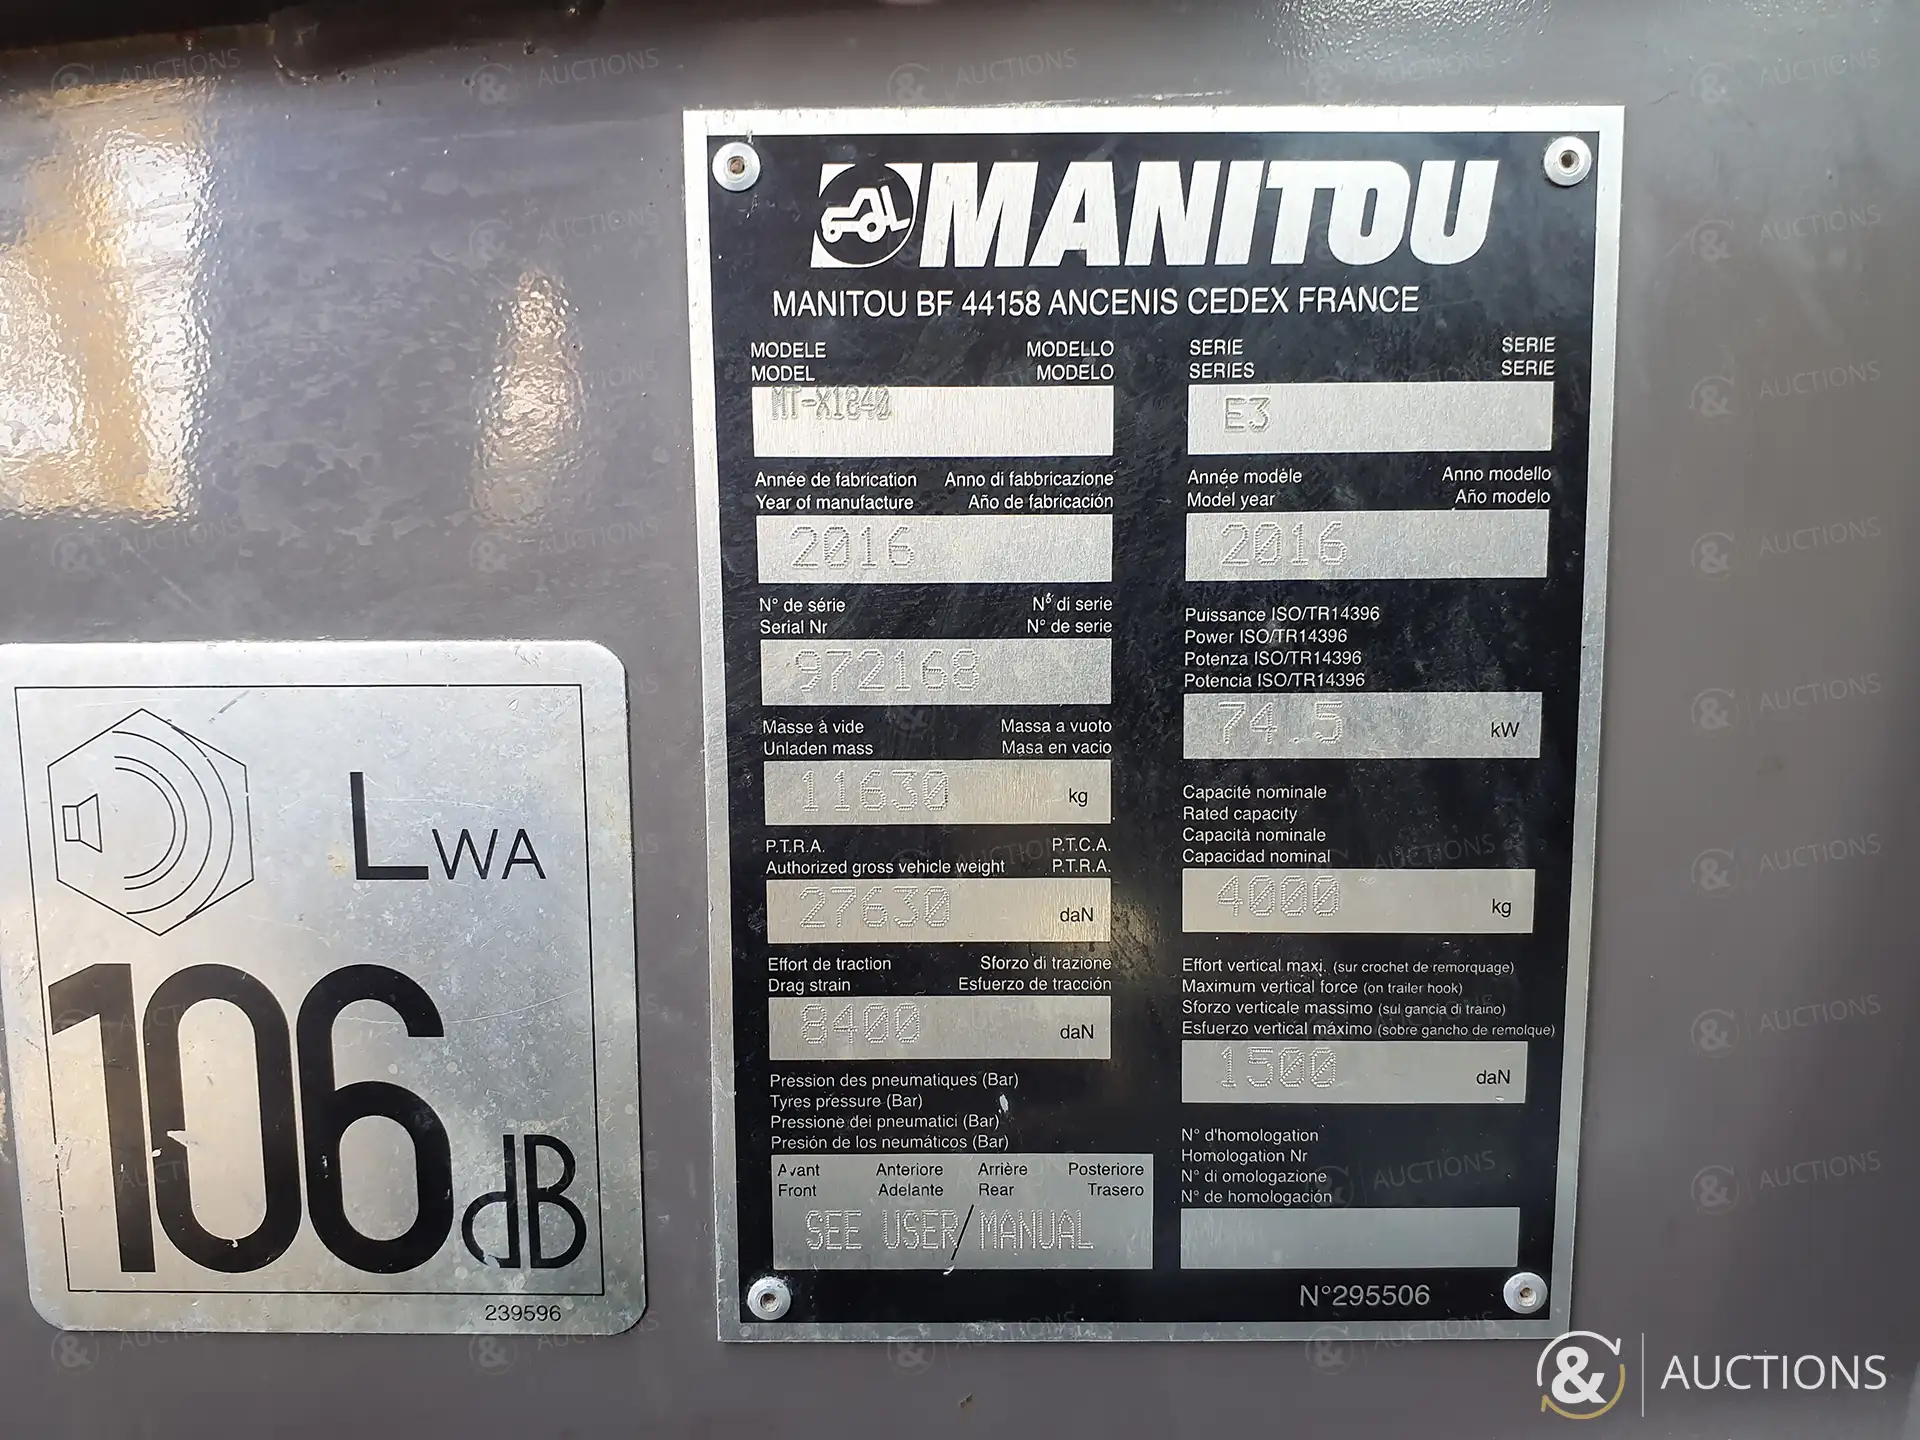 MANITOU
MANITOU BF 44158 ANCENIS CEDEX FRANCE
MODELE MODELLO
MODEL MODELO
MT-X1840
SERIE SERIE
SERIES SERIE
E3
Année de fabrication Anno di fabbricazione
Year of manufacture Año de fabricación
2016
Année modèle Anno modello
Model year Año modelo
2016
N° de série N° di serie
Serial Nr N° de serie
972168
Puissance ISO/TR14396
Power ISO/TR14396
Potenza ISO/TR14396
Potencia ISO/TR14396
74.5 kW
Masse à vide Massa a vuoto
Unladen mass Masa en vacio
11630 kg
Capacité nominale
Rated capacity
Capacità nominale
Capacidad nominal
4000 kg
P.T.R.A. P.T.C.A.
Authorized gross vehicle weight P.T.R.A.
27630 daN
Effort de traction Sforzo di trazione
Drag strain Esfuerzo de tracción
8400 daN
Effort vertical maxi. (sur crochet de remorquage)
Maximum vertical force (on trailer hook)
Sforzo verticale massimo (sul gancia di traino)
Esfuerzo vertical máximo (sobre gancho de remolque)
1500 daN
Pression des pneumatiques (Bar)
Tyres pressure (Bar)
Pressione dei pneumatici (Bar)
Presión de los neumáticos (Bar)
Avant Anteriore Arrière Posteriore
Front Adelante Rear Trasero
SEE USER/MANUAL
N° d'homologation
Homologation Nr
N° di omologazione
N° de homologación
N°295506
LWA
106 dB
239596
& AUCTIONS